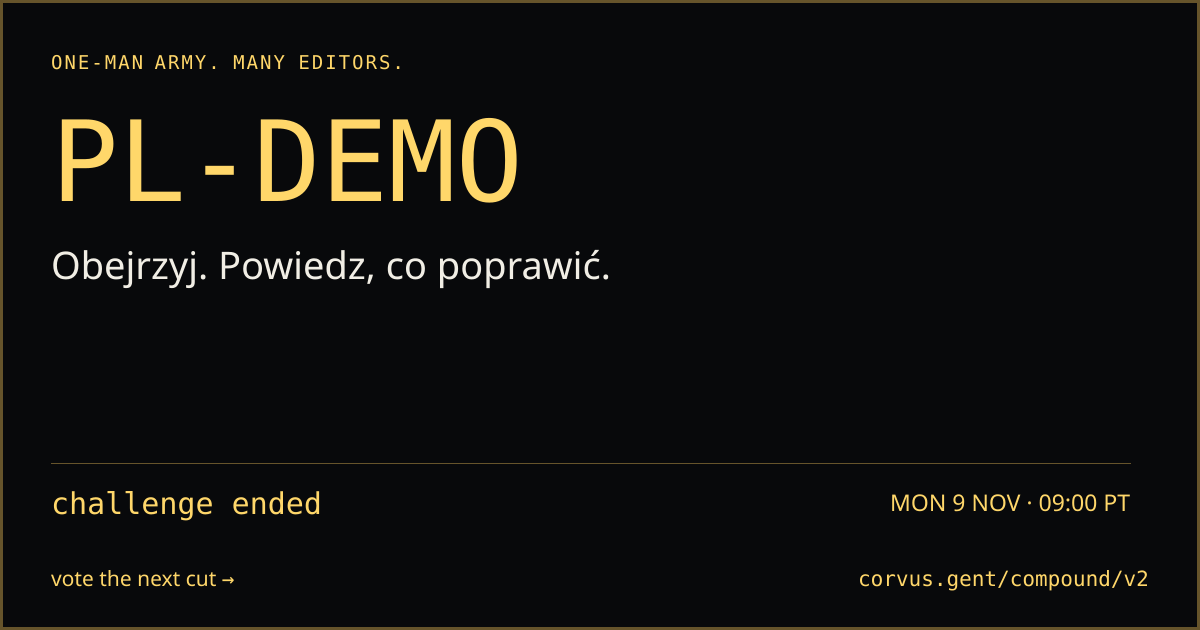 ONE-MAN ARMY. MANY EDITORS.
PL-DEMO
Obejrzyj. Powiedz, co poprawić.
challenge ended
MON 9 NOV · 09:00 PT
vote the next cut →
corvus.gent/compound/v2